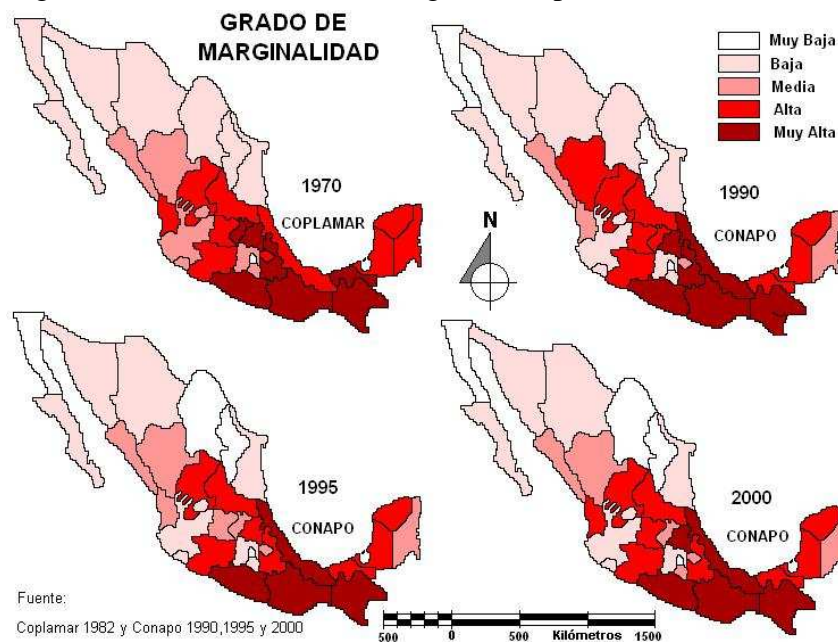 GRADO DE
MARGINALIDAD
Muy Baja
Baja
Media
Alta
Muy Alta
1970
COPLAMAR
1990
CONAPO
N
1995
CONAPO
2000
CONAPO
Fuente:
Coplamar 1982 y Conapo 1990,1995 y 2000
500 0 500 Kilómetros 1500